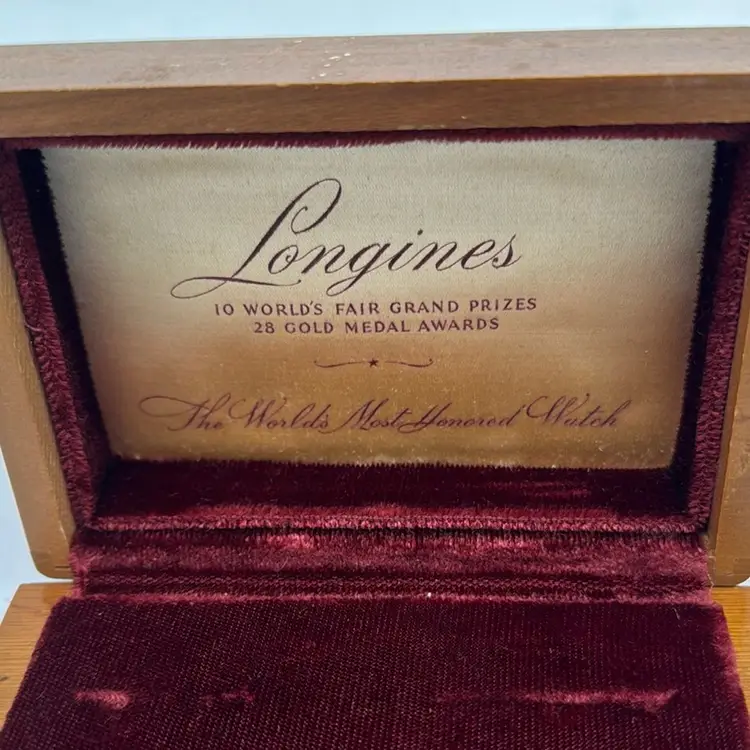 Longines
10 WORLD'S FAIR GRAND PRIZES
28 GOLD MEDAL AWARDS
The World's Most Honored Watch